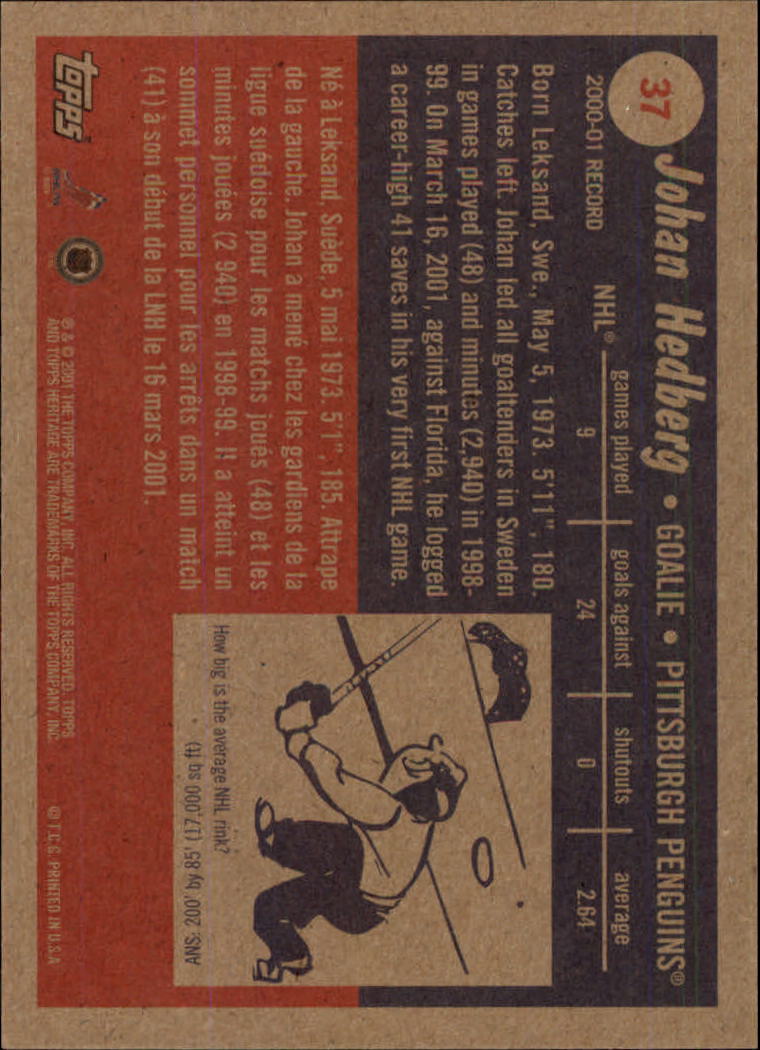 37
Johan Hedberg • GOALIE • PITTSBURGH PENGUINS®
2000-01 RECORD
games played goals against shutouts average
NHL® 9 24 0 2.64
Born Leksand, Swe., May 5, 1973. 5'11", 180.
Catches left. Johan led all goaltenders in Sweden
in games played (48) and minutes (2,940) in 1998-
99. On March 16, 2001, against Florida, he logged
a career-high 41 saves in his very first NHL game.
Né à Leksand, Suède, 5 mai 1973. 5'1", 185. Attrape
de la gauche. Johan a mené chez les gardiens de la
ligue suédoise pour les matchs joués (48) et les
minutes jouées (2 940) en 1998-99. Il a atteint un
sommet personnel pour les arrêts dans un match
(41) à son début de la LNH le 16 mars 2001.
How big is the average NHL rink?
ANS: 200' by 85' (17,000 sq ft)
topps
® & © 2001 THE TOPPS COMPANY, INC. ALL RIGHTS RESERVED. TOPPS
AND TOPPS HERITAGE ARE TRADEMARKS OF THE TOPPS COMPANY, INC.
© T.C.G. PRINTED IN U.S.A